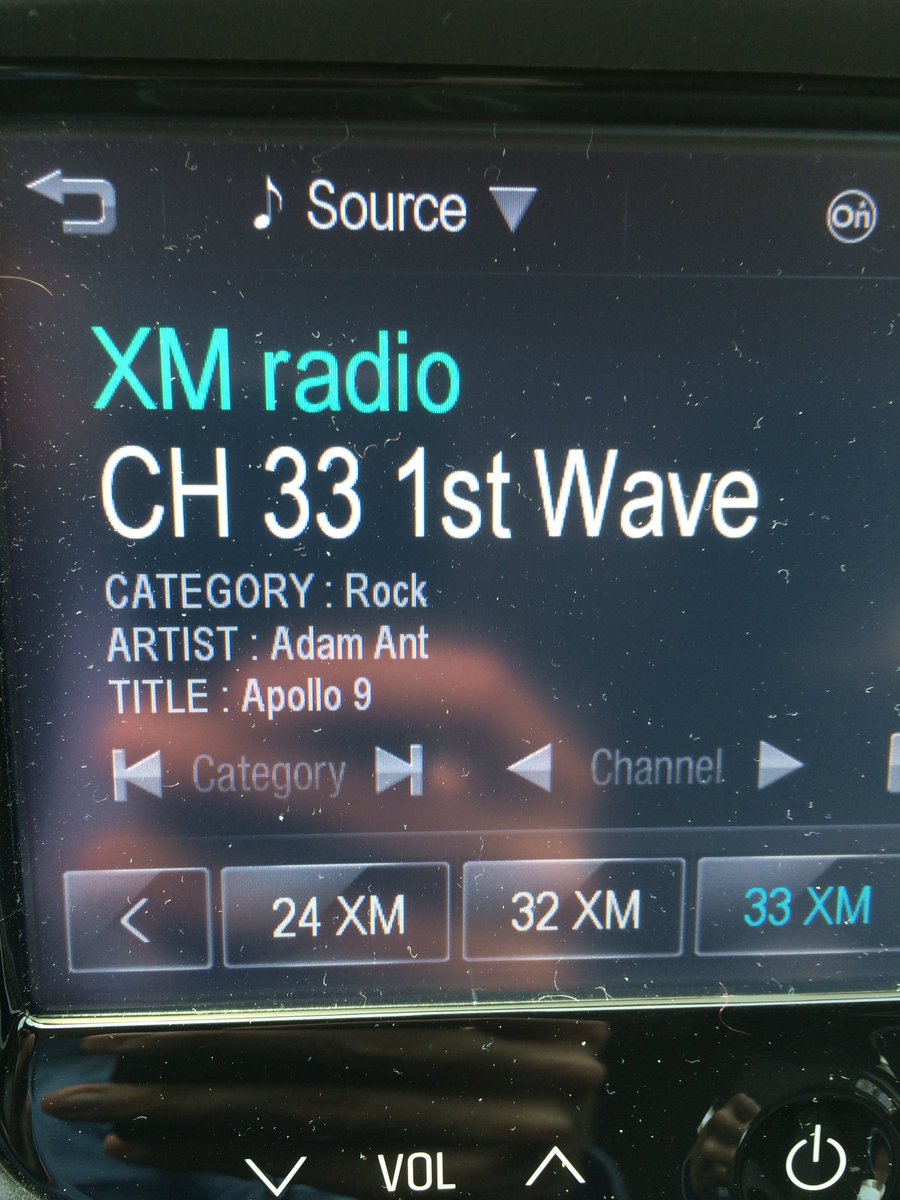 Source
On
XM radio
CH 33 1st Wave
CATEGORY : Rock
ARTIST : Adam Ant
TITLE : Apollo 9
Category Channel
< 24 XM 32 XM 33 XM
VOL